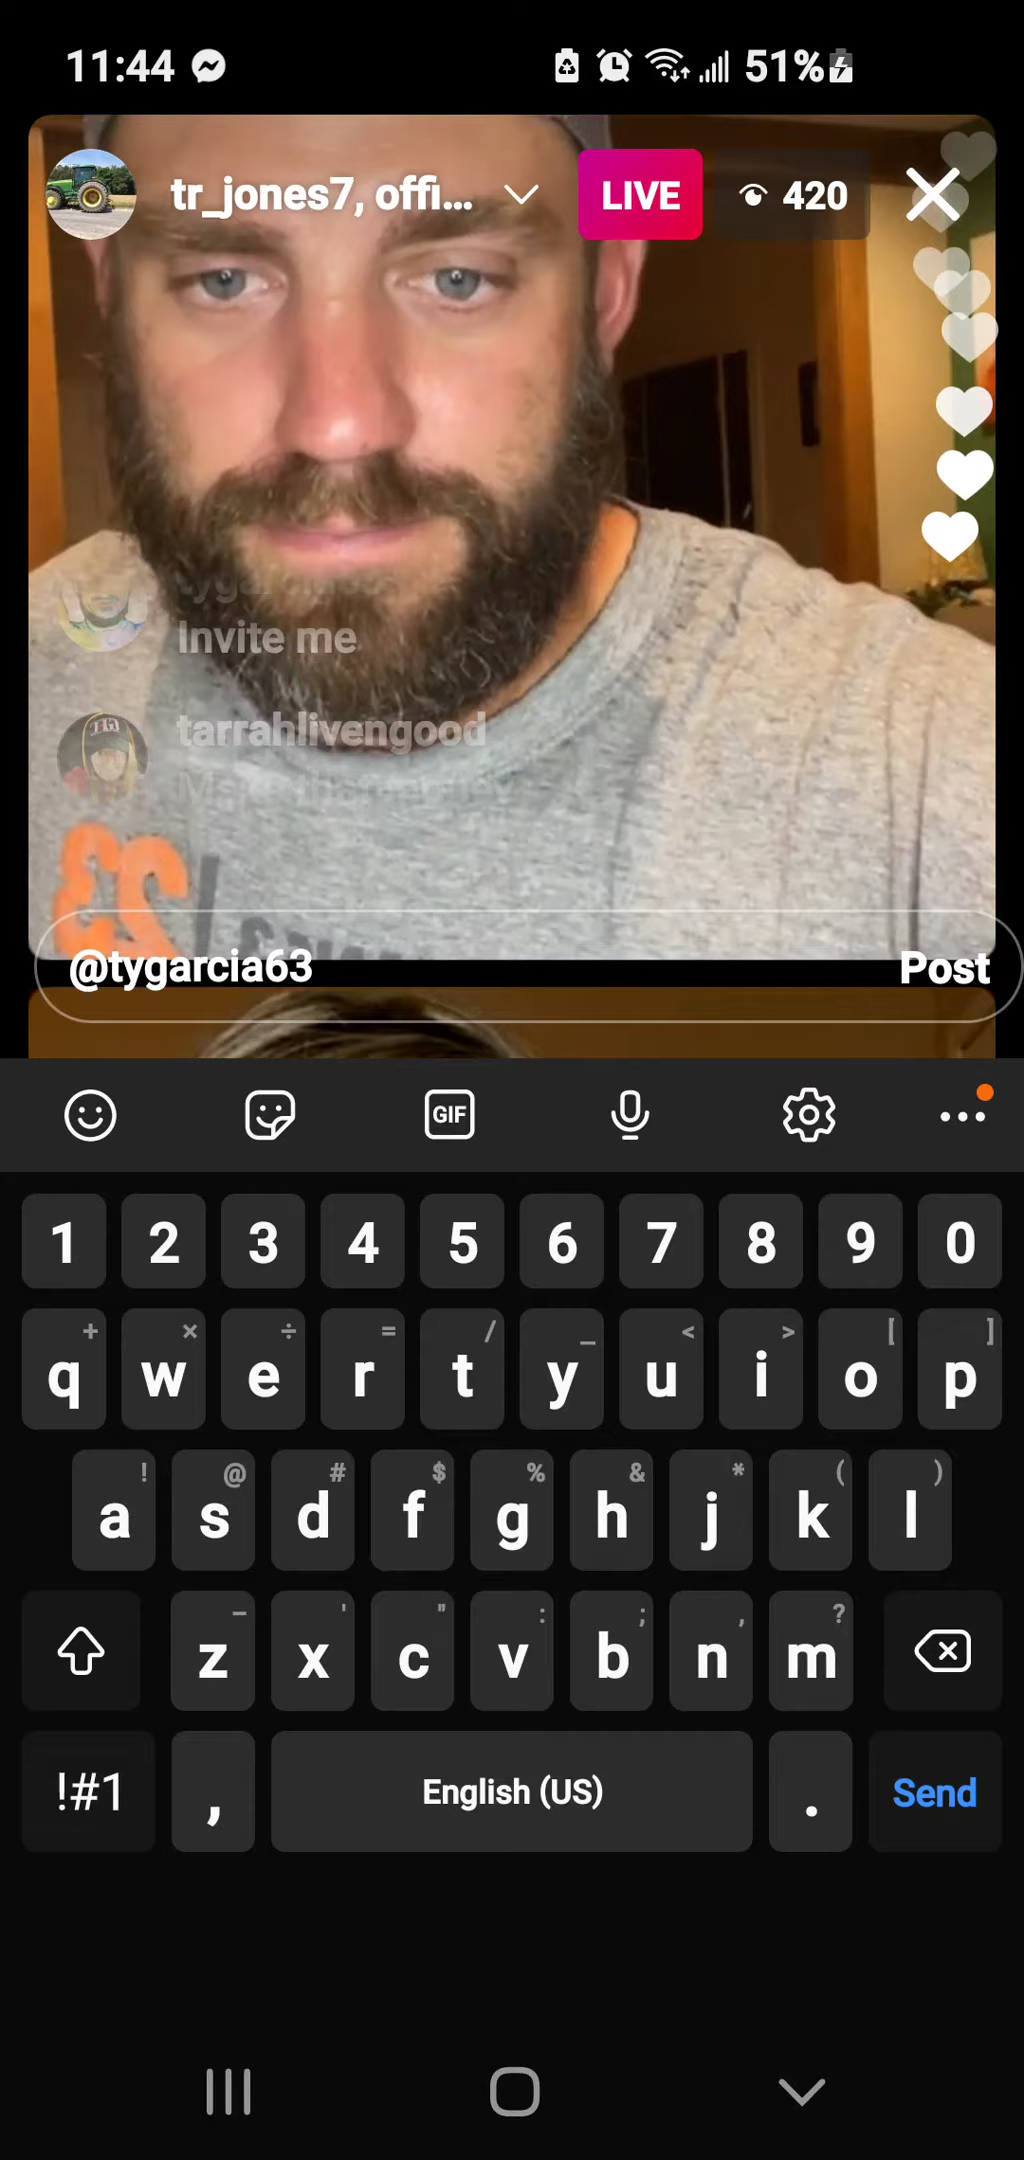 11:44
51%
tr_jones7, offi...
LIVE
420
Invite me
tarrahlivengood
@tygarcia63
Post
GIF
1 2 3 4 5 6 7 8 9 0
+ × ÷ = / _ < > [ ]
q w e r t y u i o p
! @ # $ % & * ( )
a s d f g h j k l
- ' " : ; , ?
z x c v b n m
!#1 , English (US) . Send